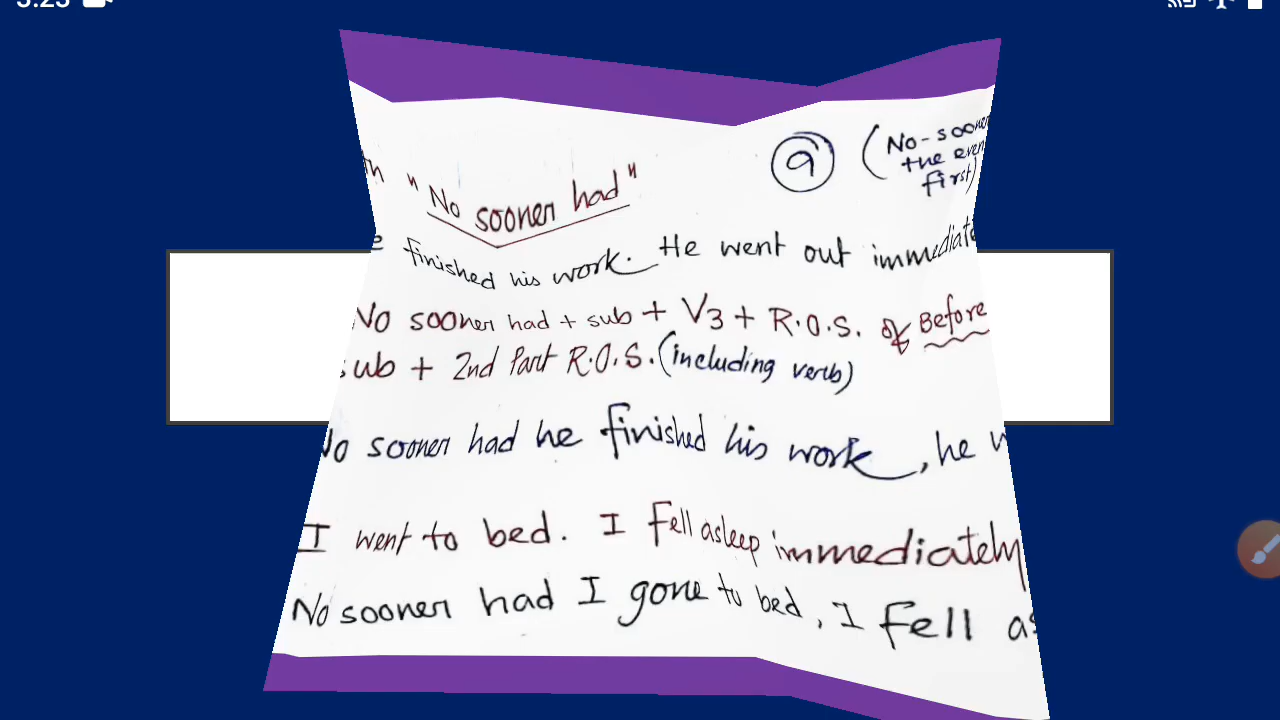 "No sooner had"
9
(No-sooner
the even
first)
finished his work. He went out immediat
No sooner had + sub + V3 + R.O.S. of Before
sub + 2nd Part R.O.S. (including verb)
No sooner had he finished his work, he
I went to bed. I fell asleep immediately
No sooner had I gone to bed, I fell as